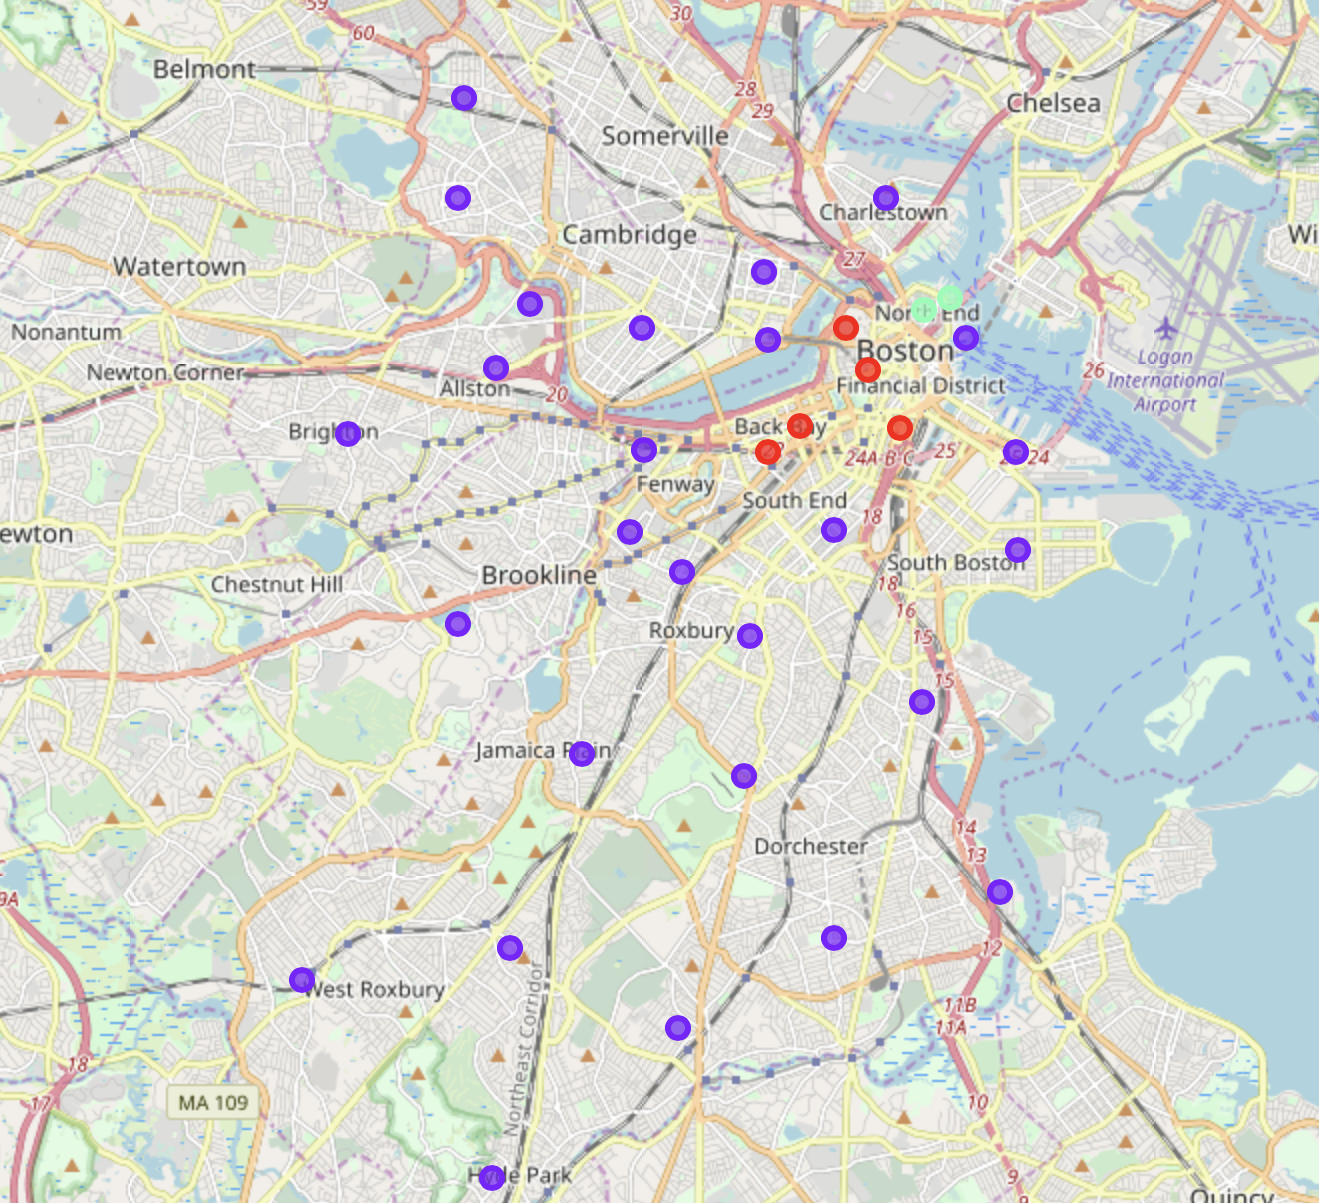 59
60
30
Belmont
28
29
Chelsea
Somerville
Charlestown
Cambridge
27
Watertown
Wi
Nonantum
North End
Boston
Logan
International
Airport
26
Newton Corner
Allston
20
Financial District
Brighton
Back Bay
24A-B-C
25
24
Fenway
South End
18
ewton
Chestnut Hill
Brookline
South Boston
18
16
Roxbury
15
15
Jamaica Plain
14
13
Dorchester
9A
12
West Roxbury
11B
11A
Northeast Corridor
18
17
MA 109
10
Hyde Park
9
Quincy